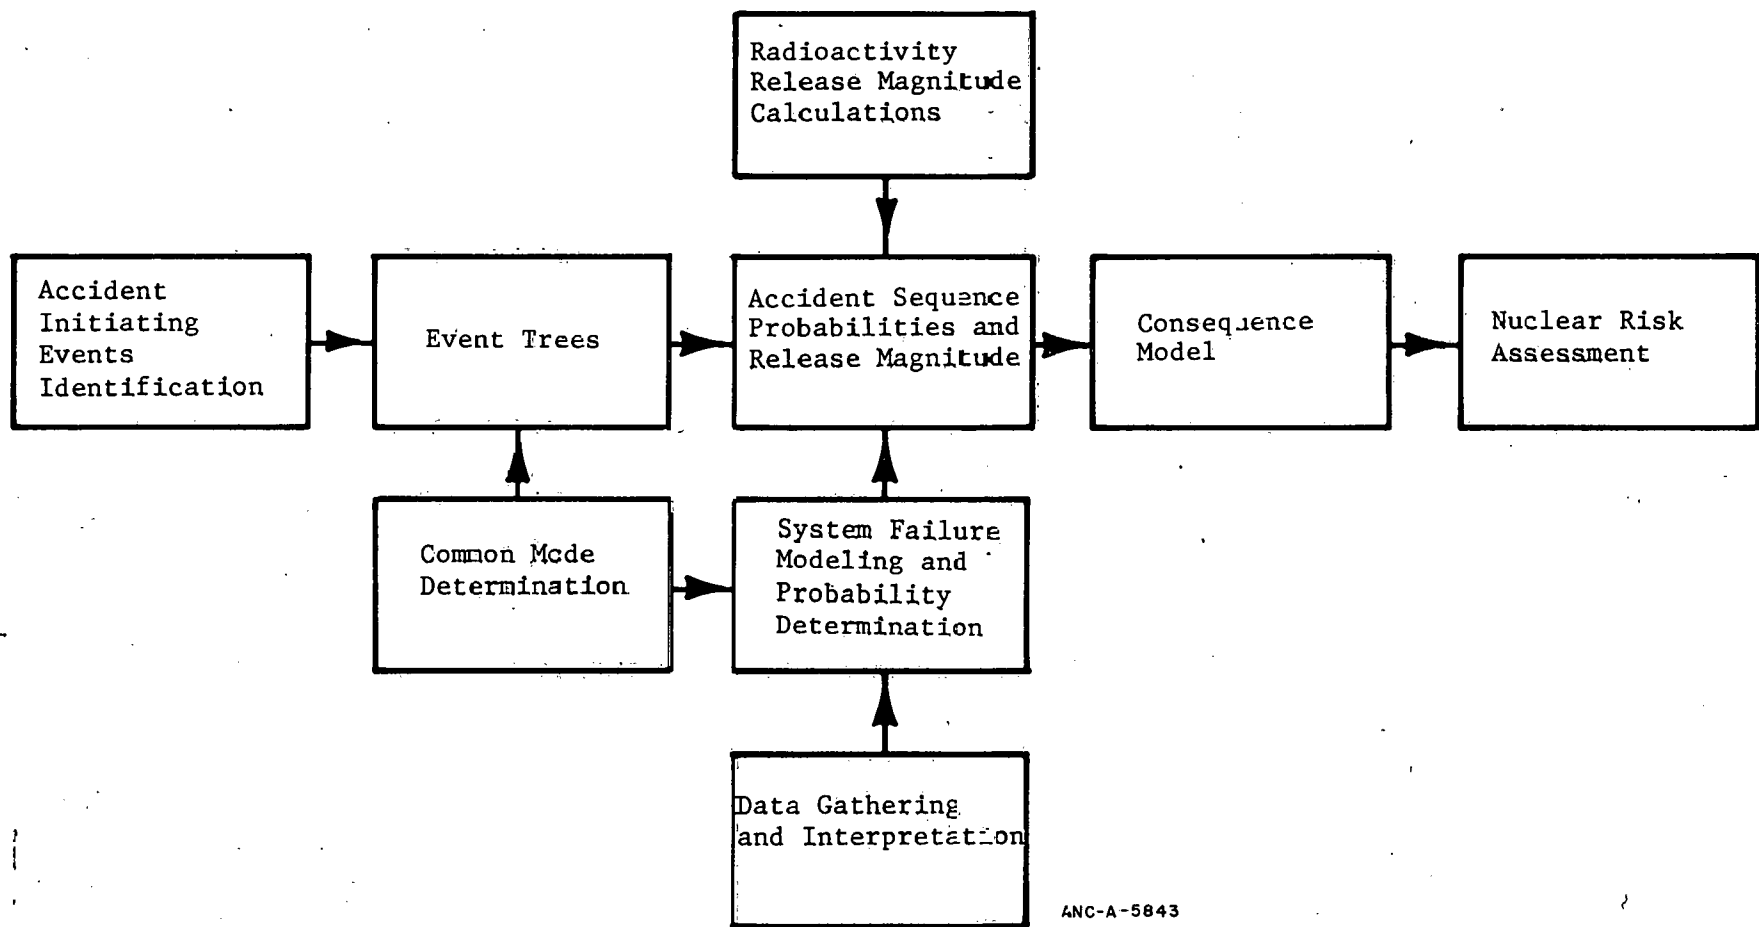 Radioactivity
Release Magnitude
Calculations
Accident
Initiating
Events
Identification
Event Trees
Accident Sequence
Probabilities and
Release Magnitude
Consequence
Model
Nuclear Risk
Assessment
Common Mode
Determination
System Failure
Modeling and
Probability
Determination
Data Gathering
and Interpretation
ANC-A-5843